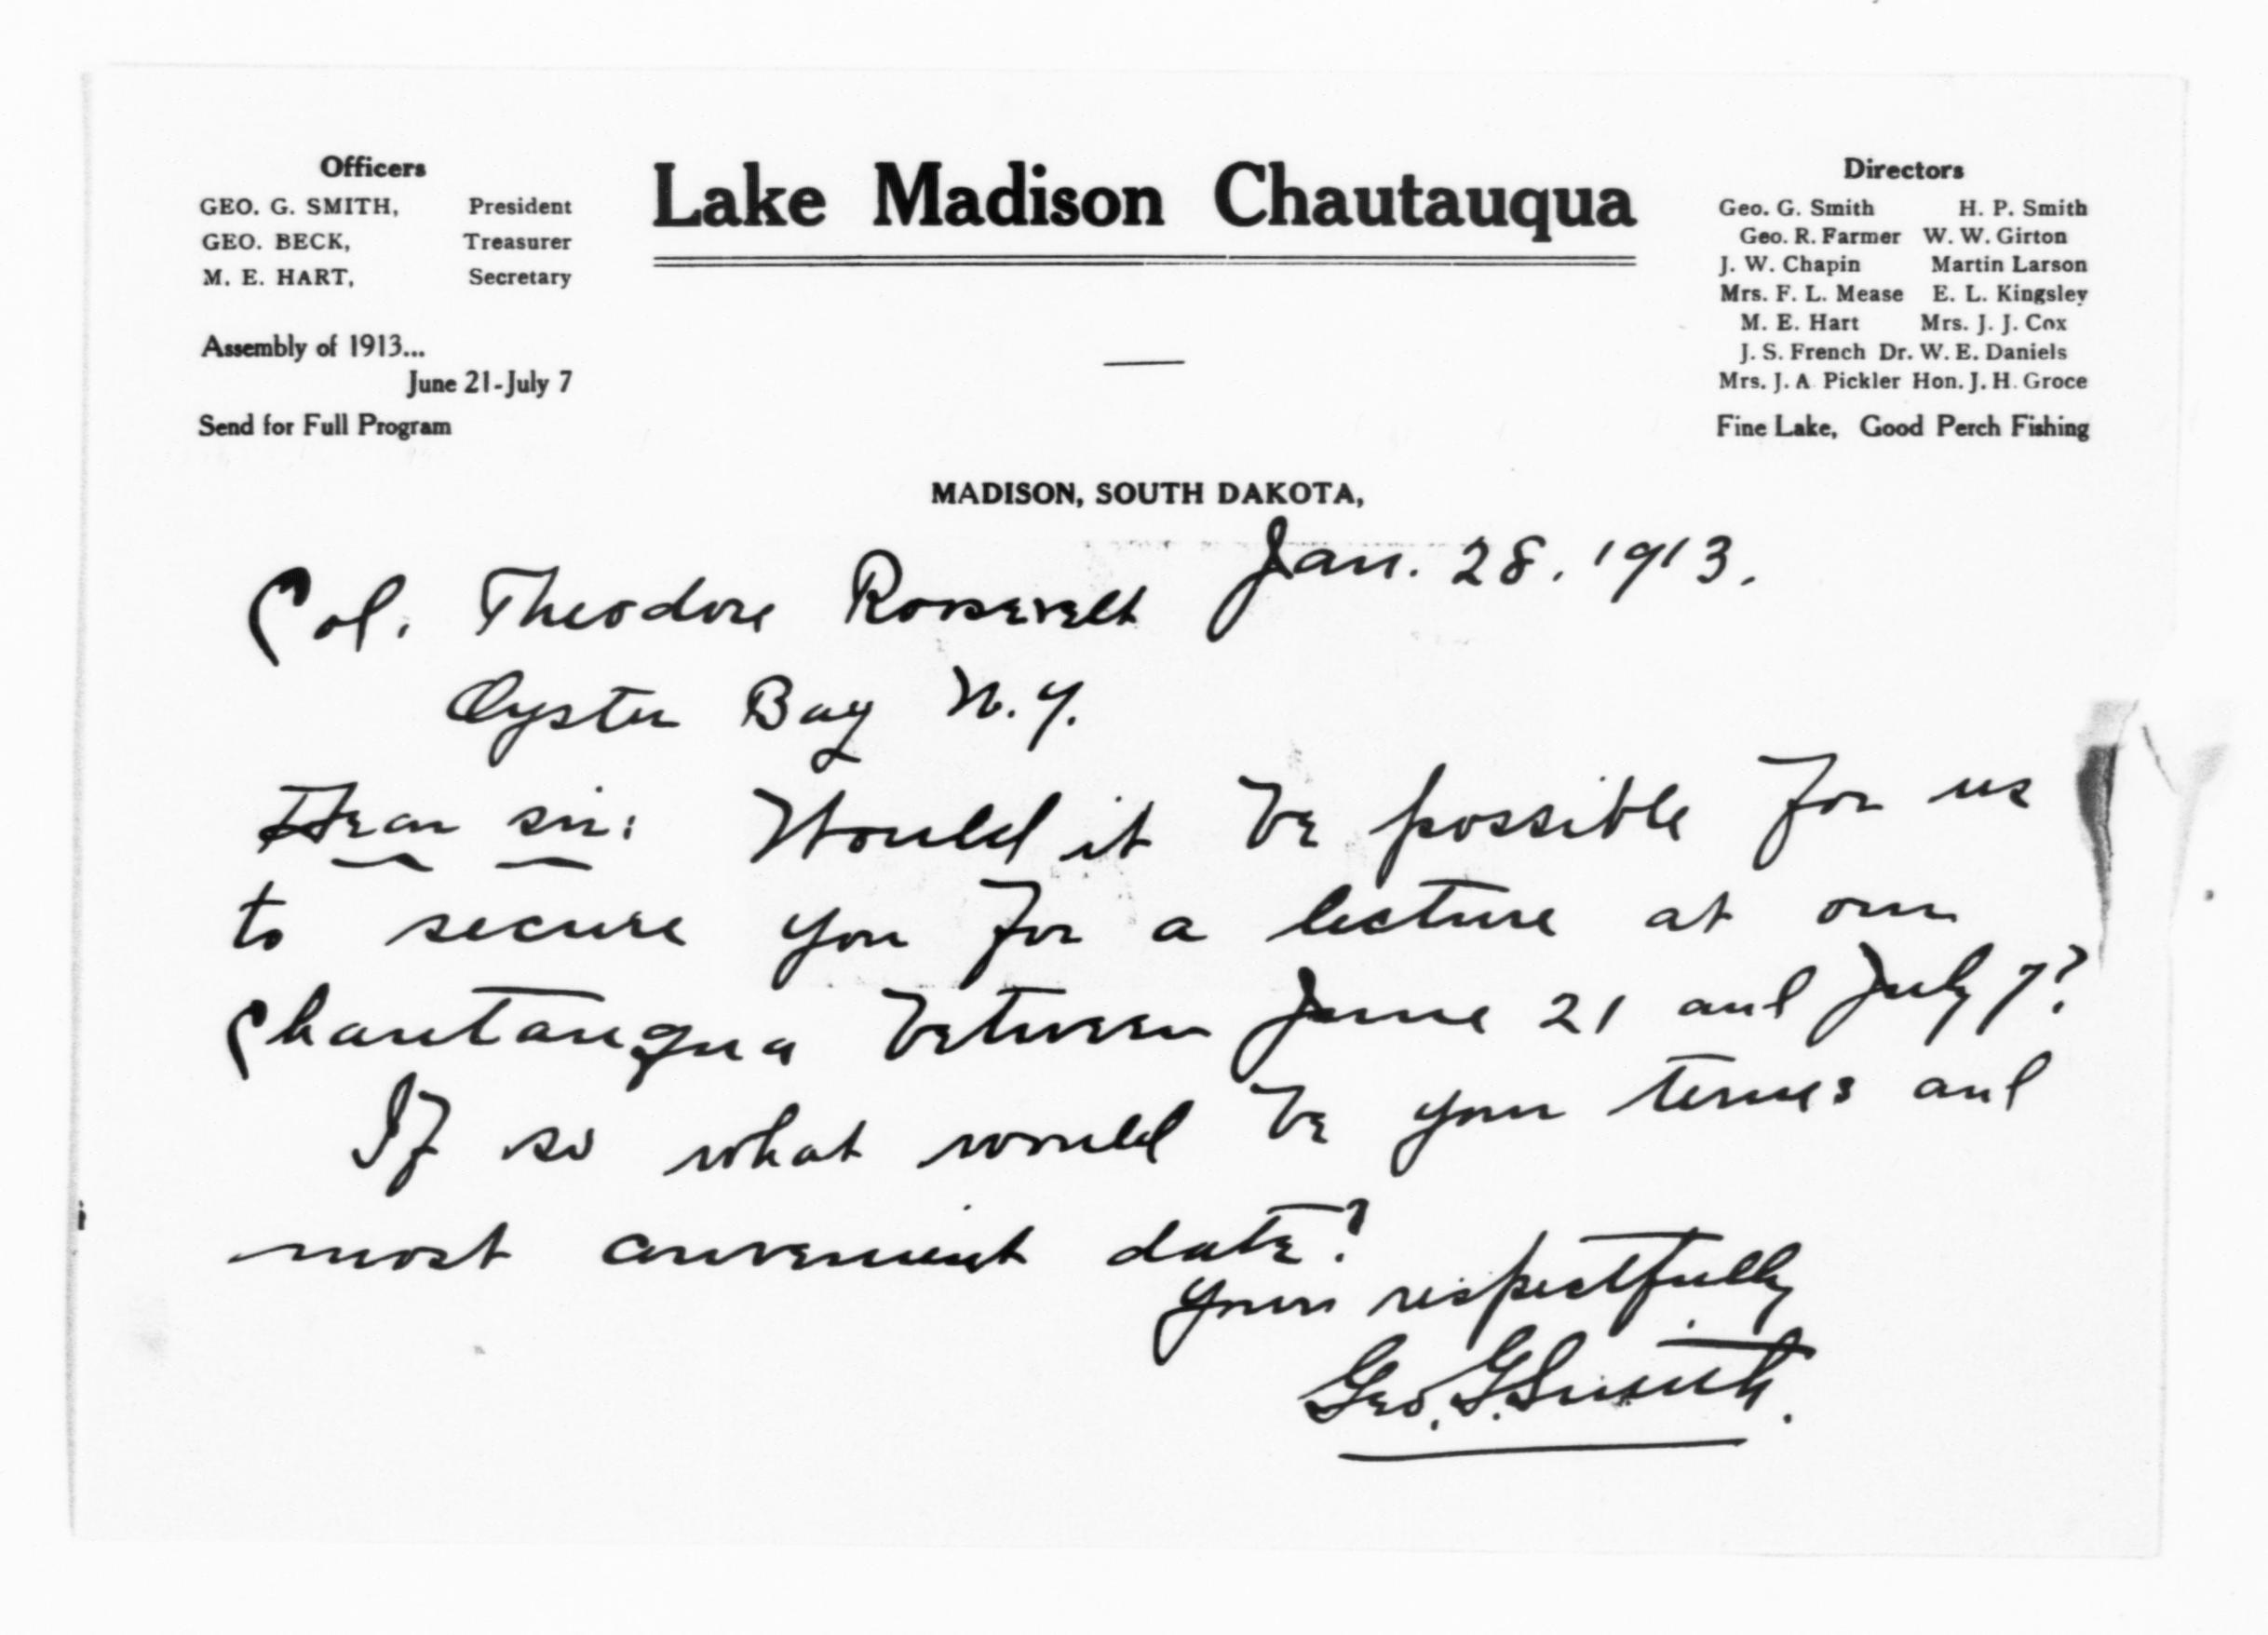 Officers
GEO. G. SMITH, President
GEO. BECK, Treasurer
M. E. HART, Secretary
Assembly of 1913...
June 21-July 7
Send for Full Program
Lake Madison Chautauqua
Directors
Geo. G. Smith H. P. Smith
Geo. R. Farmer W. W. Girton
J. W. Chapin Martin Larson
Mrs. F. L. Mease E. L. Kingsley
M. E. Hart Mrs. J. J. Cox
J. S. French Dr. W. E. Daniels
Mrs. J. A Pickler Hon. J. H. Groce
Fine Lake, Good Perch Fishing
MADISON, SOUTH DAKOTA,
Jan. 28. 1913.
Col. Theodore Roosevelt
Oyster Bay N.Y.
Dear sir: Would it be possible for us
to secure you for a lecture at our
Chautauqua between June 21 and July 7?
If so what would be your terms and
most convenient date?
Yours respectfully
Geo. G. Smith.